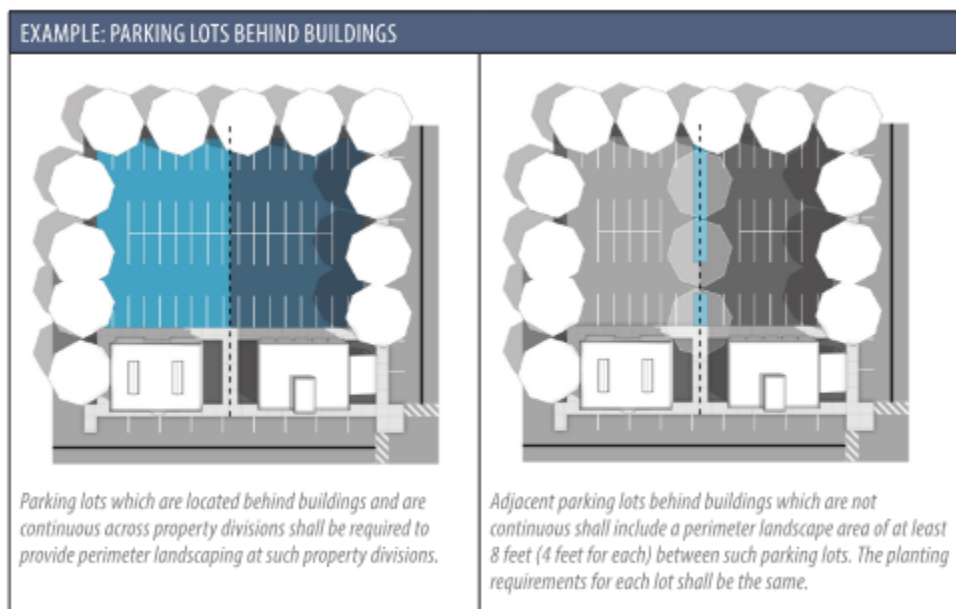 EXAMPLE: PARKING LOTS BEHIND BUILDINGS
Parking lots which are located behind buildings and are
continuous across property divisions shall be required to
provide perimeter landscaping at such property divisions.
Adjacent parking lots behind buildings which are not
continuous shall include a perimeter landscape area of at least
8 feet (4 feet for each) between such parking lots. The planting
requirements for each lot shall be the same.